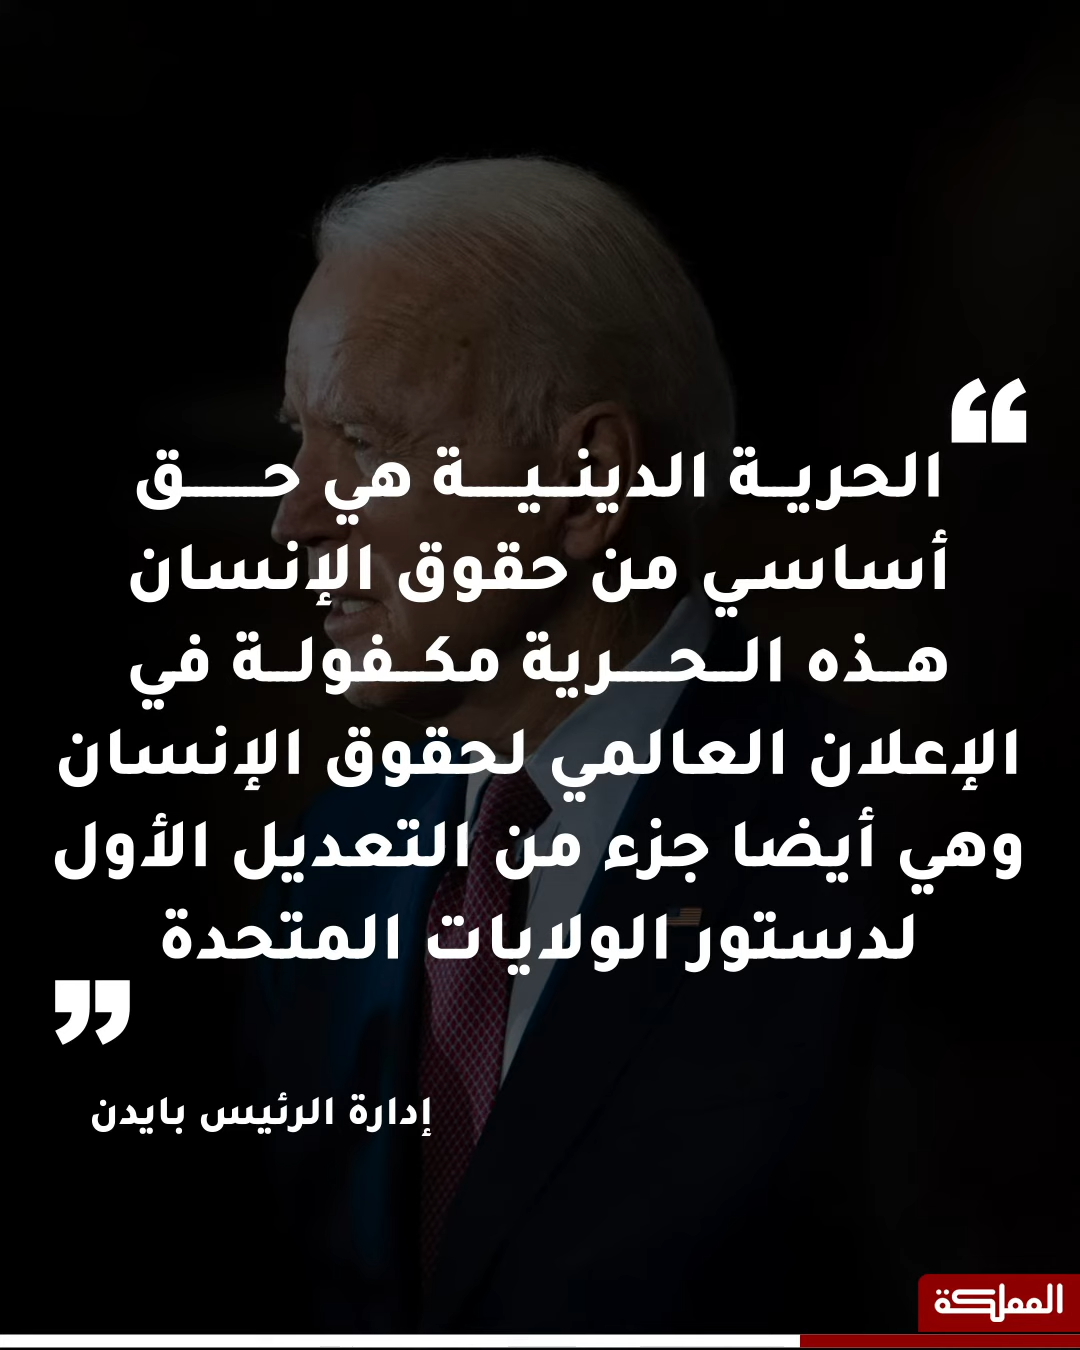 “
الحرية الدينية هي حق
أساسي من حقوق الإنسان
هذه الحرية مكفولة في
الإعلان العالمي لحقوق الإنسان
وهي أيضا جزء من التعديل الأول
لدستور الولايات المتحدة
”
إدارة الرئيس بايدن
المملكة